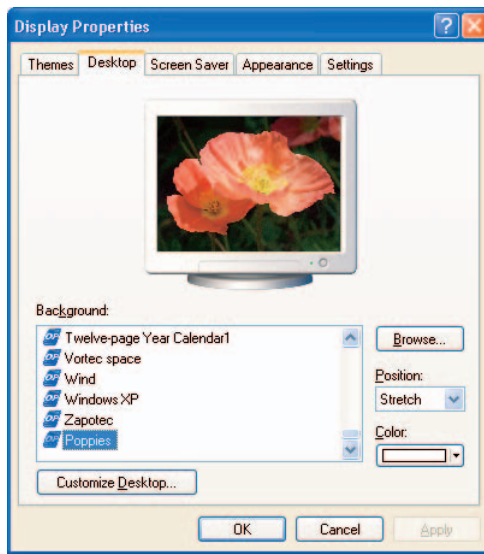 Display Properties
Themes Desktop Screen Saver Appearance Settings
Background:
Twelve-page Year Calendar1
Vortec space
Wind
Windows XP
Zapotec
Poppies
Browse...
Position:
Stretch
Color:
Customize Desktop...
OK Cancel Apply